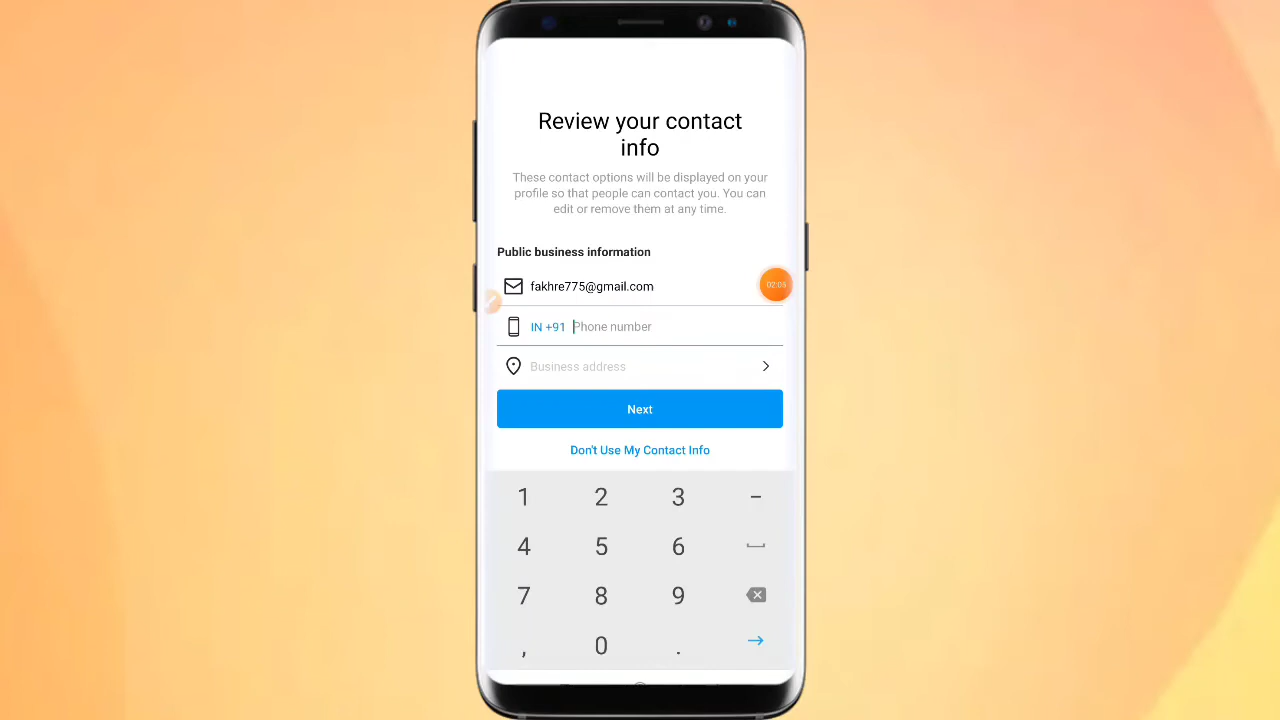 Review your contact
info
These contact options will be displayed on your
profile so that people can contact you. You can
edit or remove them at any time.
Public business information
fakhre775@gmail.com
IN +91 Phone number
Business address
Next
Don't Use My Contact Info
1 2 3 -
4 5 6
7 8 9
, 0 .